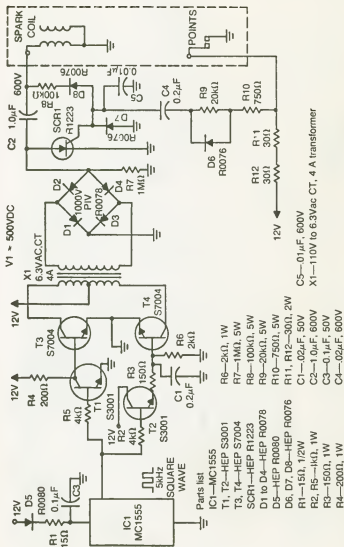 SPARK
COIL
POINTS
600V
R8
100kΩ
D8
R0076
C5
0.01μF
C4
0.2μF
R9
20kΩ
R10
750Ω
D6
R0076
R11
30Ω
R12
30Ω
12V
C2
1.0μF
SCR1
R1223
D7
R0076
R7
1MΩ
D2
1000V
PIV
D4
D1
R0078
D3
V1 ≈ 500VDC
X1
6.3VAC,CT
4A
12V
12V
T3
S7004
T4
S7004
R4
200Ω
R5
4kΩ
T1
S3001
12V
R2
4kΩ
T2
S3001
R3
150Ω
C1
0.2μF
R6
2kΩ
12V
D5
R0080
R1
15Ω
0.1μF
C3
IC1
MC1555
5kHz
SQUARE
WAVE
Parts list
IC1—MC1555
T1, T2—HEP S3001
T3, T4—HEP S7004
SCR1—HEP R1223
D1 to D4—HEP R0078
D5—HEP R0080
D6, D7, D8—HEP R0076
R1—15Ω, 1/2W
R2, R5—1kΩ, 1W
R3—150Ω, 1W
R4—200Ω, 1W
R6—2kΩ, 1W
R7—1MΩ, 5W
R8—100kΩ, 5W
R9—20kΩ, 5W
R10—750Ω, 5W
R11, R12—30Ω, 2W
C1—.02μF, 50V
C2—1.0μF, 600V
C3—0.1μF, 50V
C4—.02μF, 600V
C5—.01μF, 600V
X1—110V to 6.3Vac CT, 4 A transformer